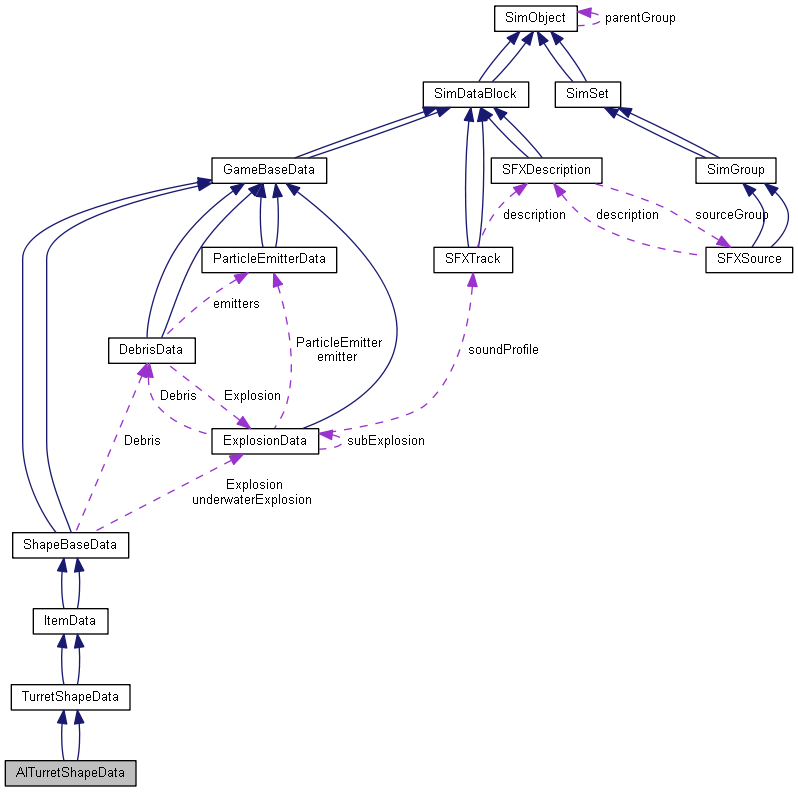 SimObject
parentGroup
SimDataBlock
SimSet
GameBaseData
SFXDescription
SimGroup
description
description
sourceGroup
ParticleEmitterData
SFXTrack
SFXSource
emitters
DebrisData
ParticleEmitter
emitter
soundProfile
Debris
Explosion
Debris
ExplosionData
subExplosion
Explosion
underwaterExplosion
ShapeBaseData
ItemData
TurretShapeData
AITurretShapeData